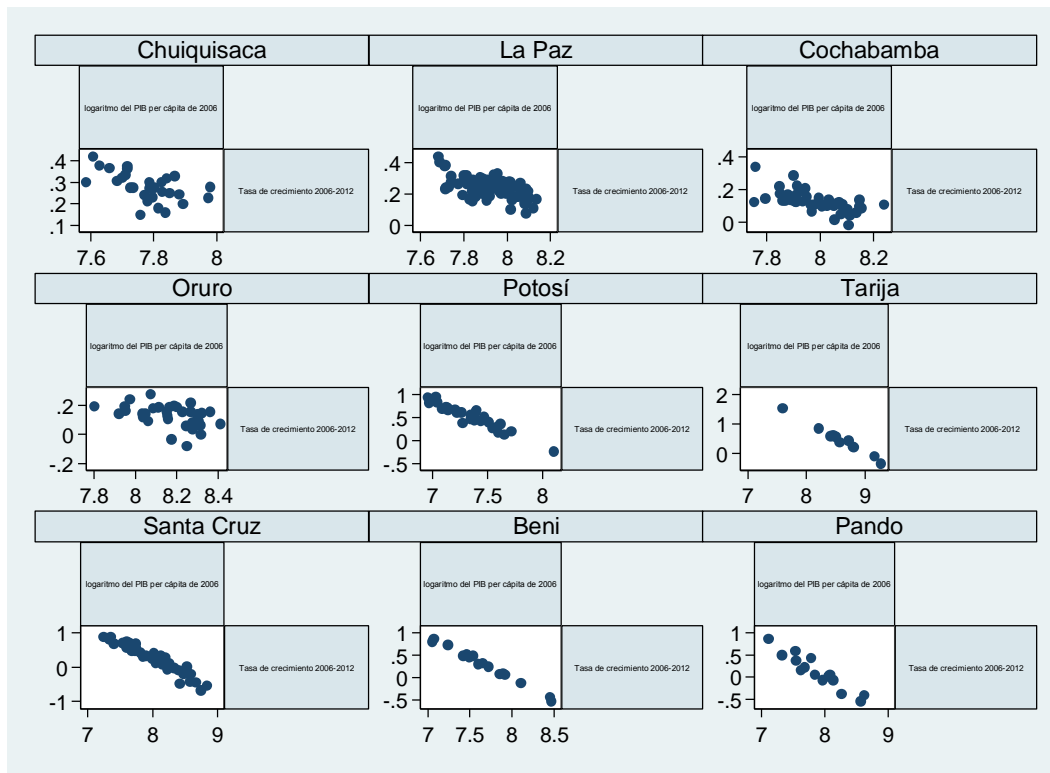 Chuiquisaca
La Paz
Cochabamba
logaritmo del PIB per cápita de 2006
logaritmo del PIB per cápita de 2006
logaritmo del PIB per cápita de 2006
.4
.3
.2
.1
Tasa de crecimiento 2006-2012
.4
.2
0
Tasa de crecimiento 2006-2012
.4
.2
0
Tasa de crecimiento 2006-2012
7.6 7.8 8
7.6 7.8 8 8.2
7.8 8 8.2
Oruro
Potosí
Tarija
logaritmo del PIB per cápita de 2006
logaritmo del PIB per cápita de 2006
logaritmo del PIB per cápita de 2006
.2
0
-.2
Tasa de crecimiento 2006-2012
1
.5
0
-.5
Tasa de crecimiento 2006-2012
2
1
0
Tasa de crecimiento 2006-2012
7.8 8 8.2 8.4
7 7.5 8
7 8 9
Santa Cruz
Beni
Pando
logaritmo del PIB per cápita de 2006
logaritmo del PIB per cápita de 2006
logaritmo del PIB per cápita de 2006
1
0
-1
Tasa de crecimiento 2006-2012
1
.5
0
-.5
Tasa de crecimiento 2006-2012
1
.5
0
-.5
Tasa de crecimiento 2006-2012
7 8 9
7 7.5 8 8.5
7 8 9